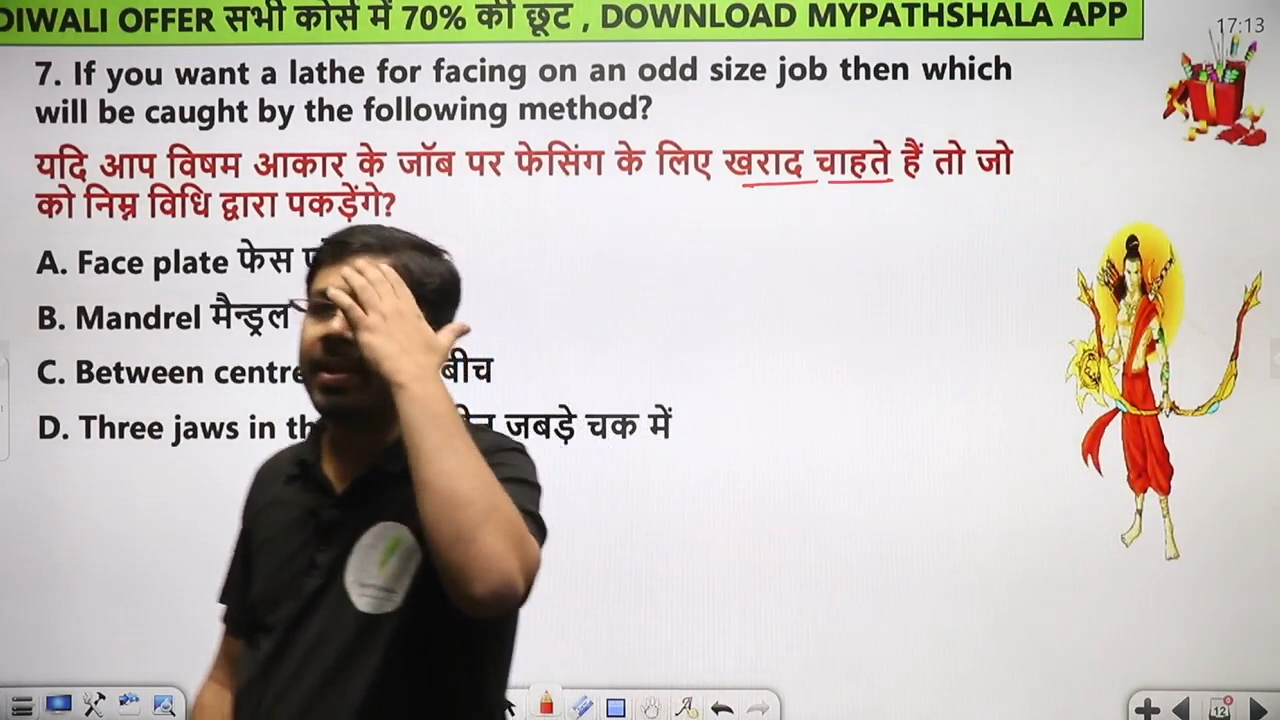 DIWALI OFFER सभी कोर्स में 70% की छूट , DOWNLOAD MYPATHSHALA APP
17:13
7. If you want a lathe for facing on an odd size job then which
will be caught by the following method?
यदि आप विषम आकार के जॉब पर फेसिंग के लिए खराद चाहते हैं तो जो
को निम्न विधि द्वारा पकड़ेंगे?
A. Face plate फेस
B. Mandrel मैन्ड्रल
C. Between बीच
D. Three jaws in जबड़े चक में
12